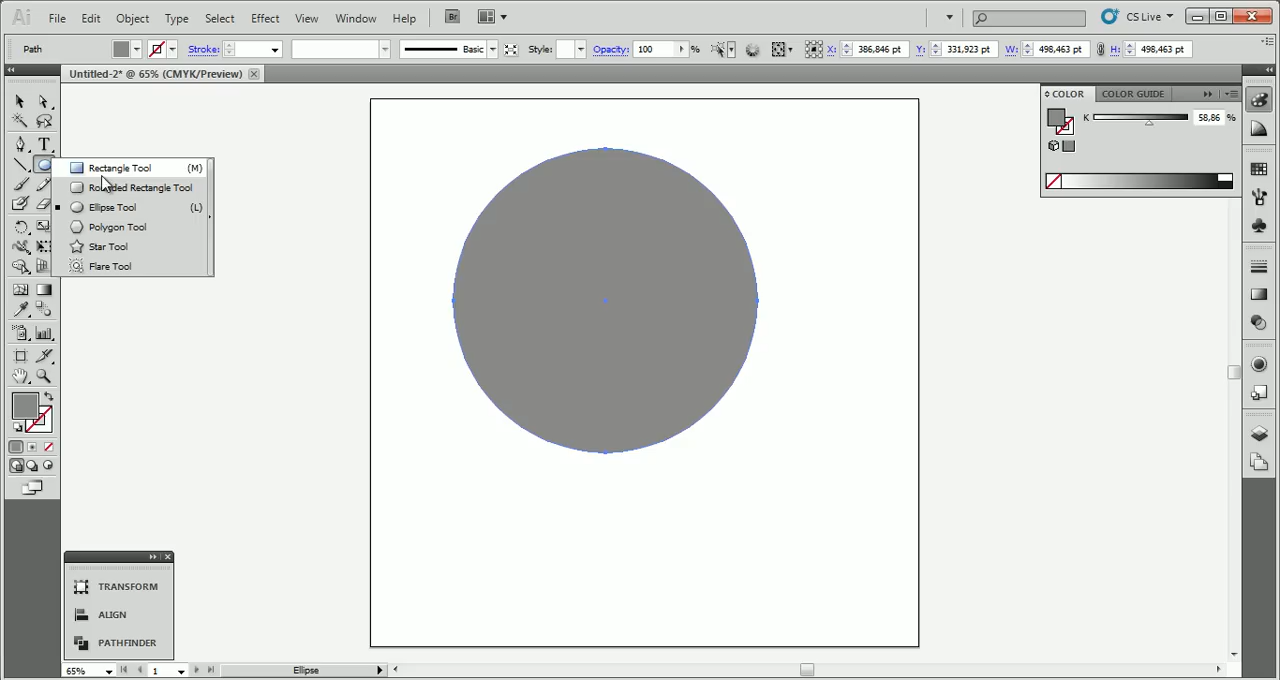 Ai File Edit Object Type Select Effect View Window Help Br CS Live
Path Stroke: Basic Style: Opacity: 100 % X: 386,846 pt Y: 331,923 pt W: 498,463 pt H: 498,463 pt
Untitled-2* @ 65% (CMYK/Preview)
COLOR COLOR GUIDE
K 58,86 %
T
Rectangle Tool (M)
Rounded Rectangle Tool
Ellipse Tool (L)
Polygon Tool
Star Tool
Flare Tool
TRANSFORM
ALIGN
PATHFINDER
65% 1 Ellipse